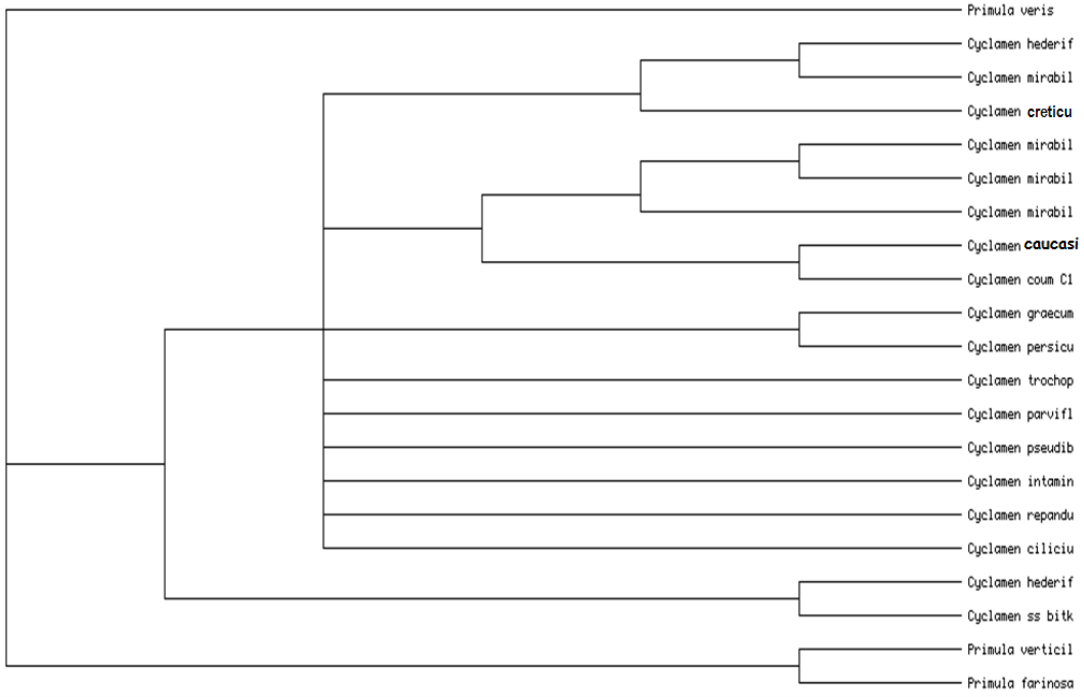 Primula veris
Cyclamen hederif
Cyclamen mirabil
Cyclamen creticu
Cyclamen mirabil
Cyclamen mirabil
Cyclamen mirabil
Cyclamen caucasi
Cyclamen coum C1
Cyclamen graecum
Cyclamen persicu
Cyclamen trochop
Cyclamen parvifl
Cyclamen pseudib
Cyclamen intamin
Cyclamen repandu
Cyclamen ciliciu
Cyclamen hederif
Cyclamen ss bitk
Primula verticil
Primula farinosa